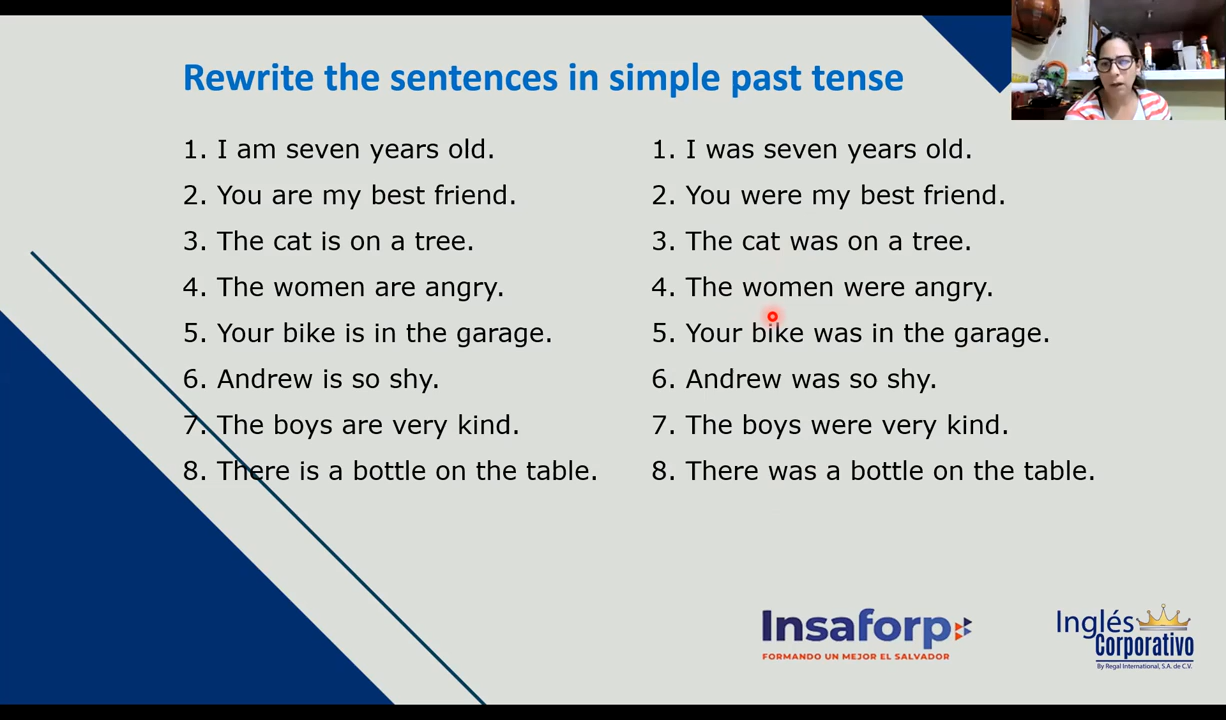 Rewrite the sentences in simple past tense
1. I am seven years old.
2. You are my best friend.
3. The cat is on a tree.
4. The women are angry.
5. Your bike is in the garage.
6. Andrew is so shy.
7. The boys are very kind.
8. There is a bottle on the table.
1. I was seven years old.
2. You were my best friend.
3. The cat was on a tree.
4. The women were angry.
5. Your bike was in the garage.
6. Andrew was so shy.
7. The boys were very kind.
8. There was a bottle on the table.
Insaforp
FORMANDO UN MEJOR EL SALVADOR
Inglés
Corporativo
By Regal International, S.A. de C.V.